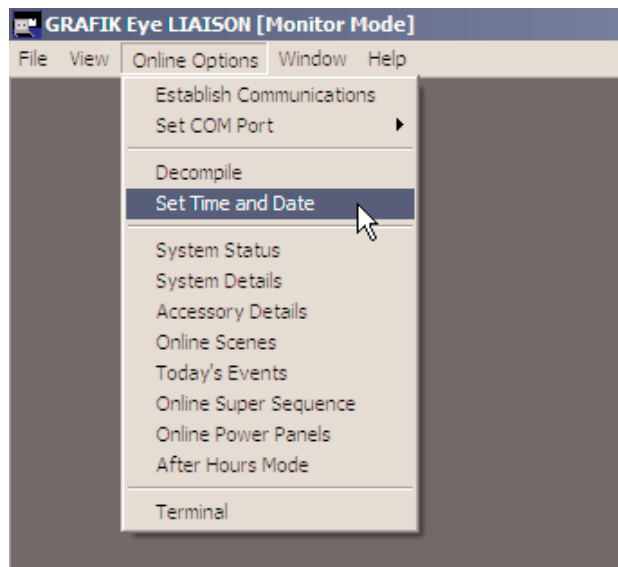 GRAFIK Eye LIAISON [Monitor Mode]
File View Online Options Window Help
Establish Communications
Set COM Port
Decompile
Set Time and Date
System Status
System Details
Accessory Details
Online Scenes
Today's Events
Online Super Sequence
Online Power Panels
After Hours Mode
Terminal